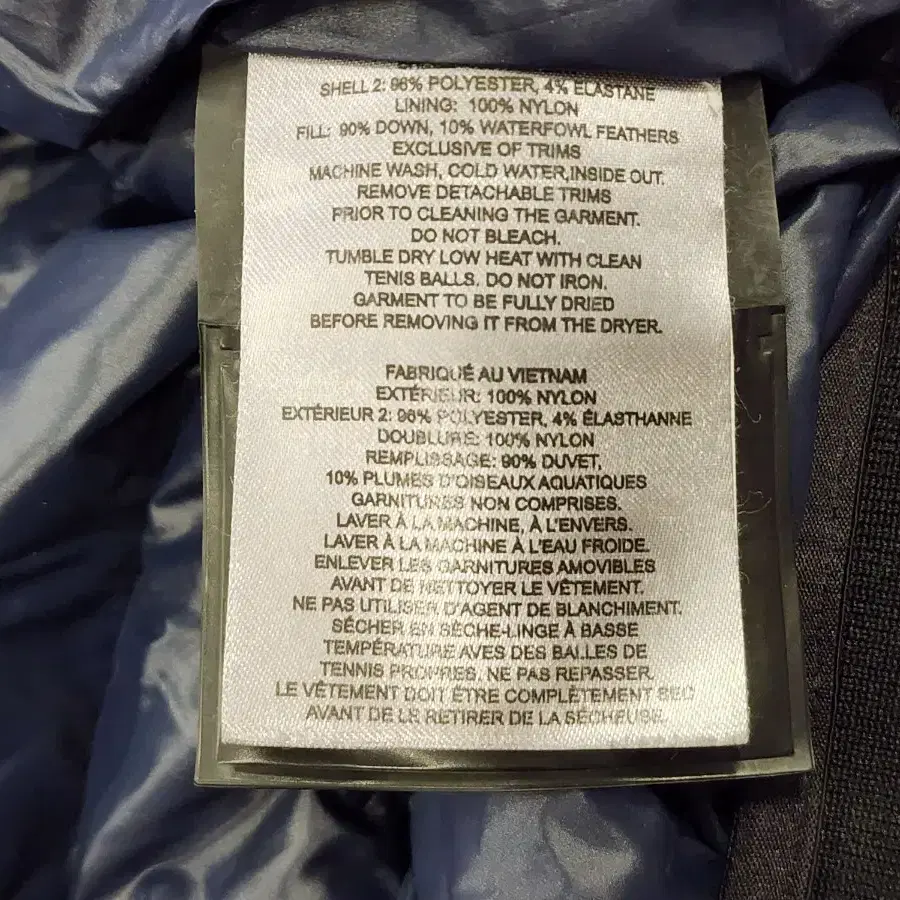 SHELL 2: 96% POLYESTER, 4% ELASTANE
LINING: 100% NYLON
FILL: 90% DOWN, 10% WATERFOWL FEATHERS
EXCLUSIVE OF TRIMS
MACHINE WASH, COLD WATER,INSIDE OUT.
REMOVE DETACHABLE TRIMS
PRIOR TO CLEANING THE GARMENT.
DO NOT BLEACH.
TUMBLE DRY LOW HEAT WITH CLEAN
TENIS BALLS. DO NOT IRON.
GARMENT TO BE FULLY DRIED
BEFORE REMOVING IT FROM THE DRYER.
FABRIQUÉ AU VIETNAM
EXTÉRIEUR: 100% NYLON
EXTÉRIEUR 2: 96% POLYESTER, 4% ÉLASTHANNE
DOUBLURE: 100% NYLON
REMPLISSAGE: 90% DUVET,
10% PLUMES D'OISEAUX AQUATIQUES
GARNITURES NON COMPRISES.
LAVER À LA MACHINE, À L'ENVERS.
LAVER À LA MACHINE À L'EAU FROIDE.
ENLEVER LES GARNITURES AMOVIBLES
AVANT DE NETTOYER LE VÊTEMENT.
NE PAS UTILISER D'AGENT DE BLANCHIMENT.
SÉCHER EN SÈCHE-LINGE À BASSE
TEMPÉRATURE AVES DES BALLES DE
TENNIS PROPRES. NE PAS REPASSER.
LE VÊTEMENT DOIT ÊTRE COMPLÈTEMENT SEC
AVANT DE LE RETIRER DE LA SÉCHEUSE.